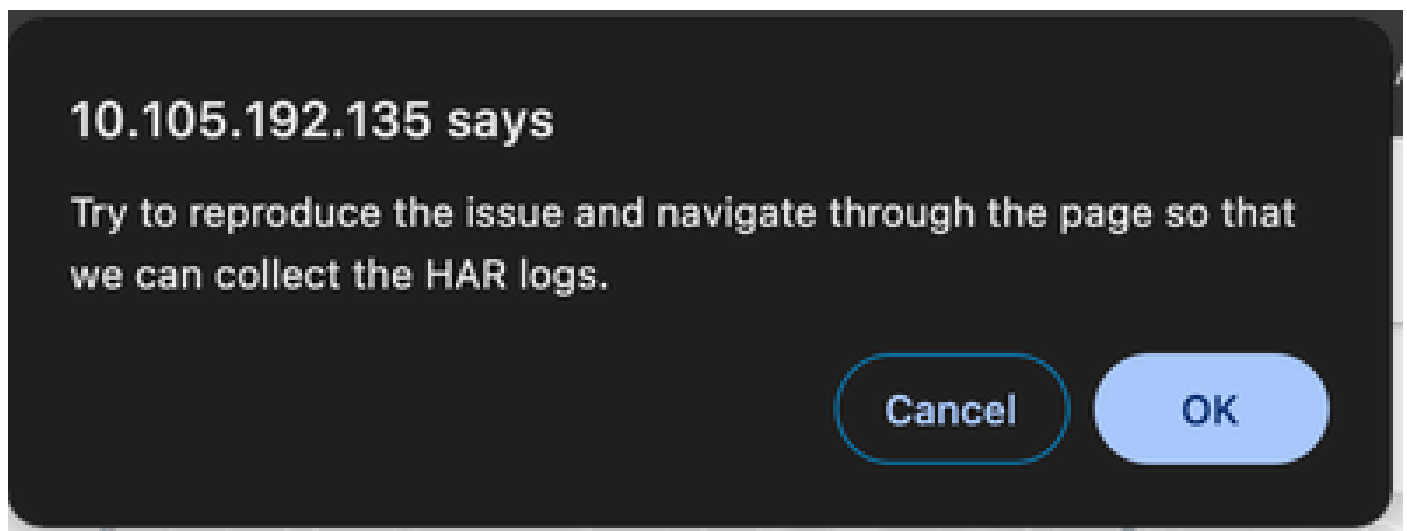 10.105.192.135 says
Try to reproduce the issue and navigate through the page so that
we can collect the HAR logs.
Cancel
OK